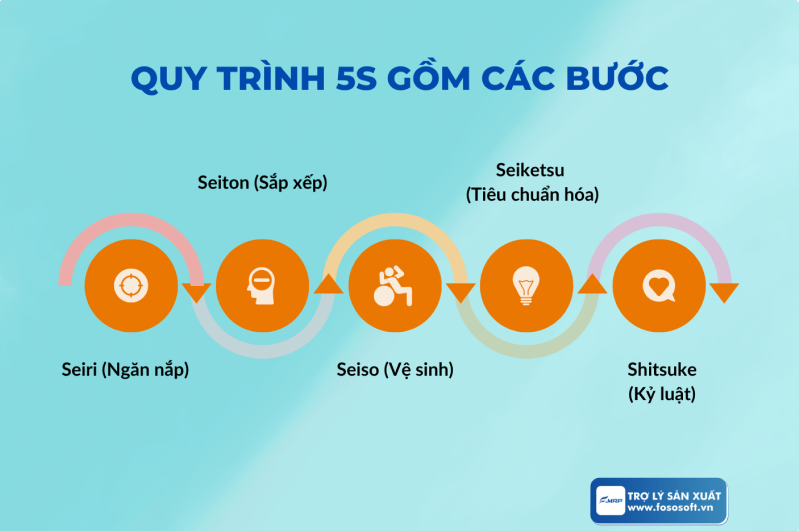 QUY TRÌNH 5S GỒM CÁC BƯỚC
Seiri (Ngăn nắp)
Seiton (Sắp xếp)
Seiso (Vệ sinh)
Seiketsu
(Tiêu chuẩn hóa)
Shitsuke
(Kỷ luật)
FMRP
TRỢ LÝ SẢN XUẤT
www.fososoft.vn